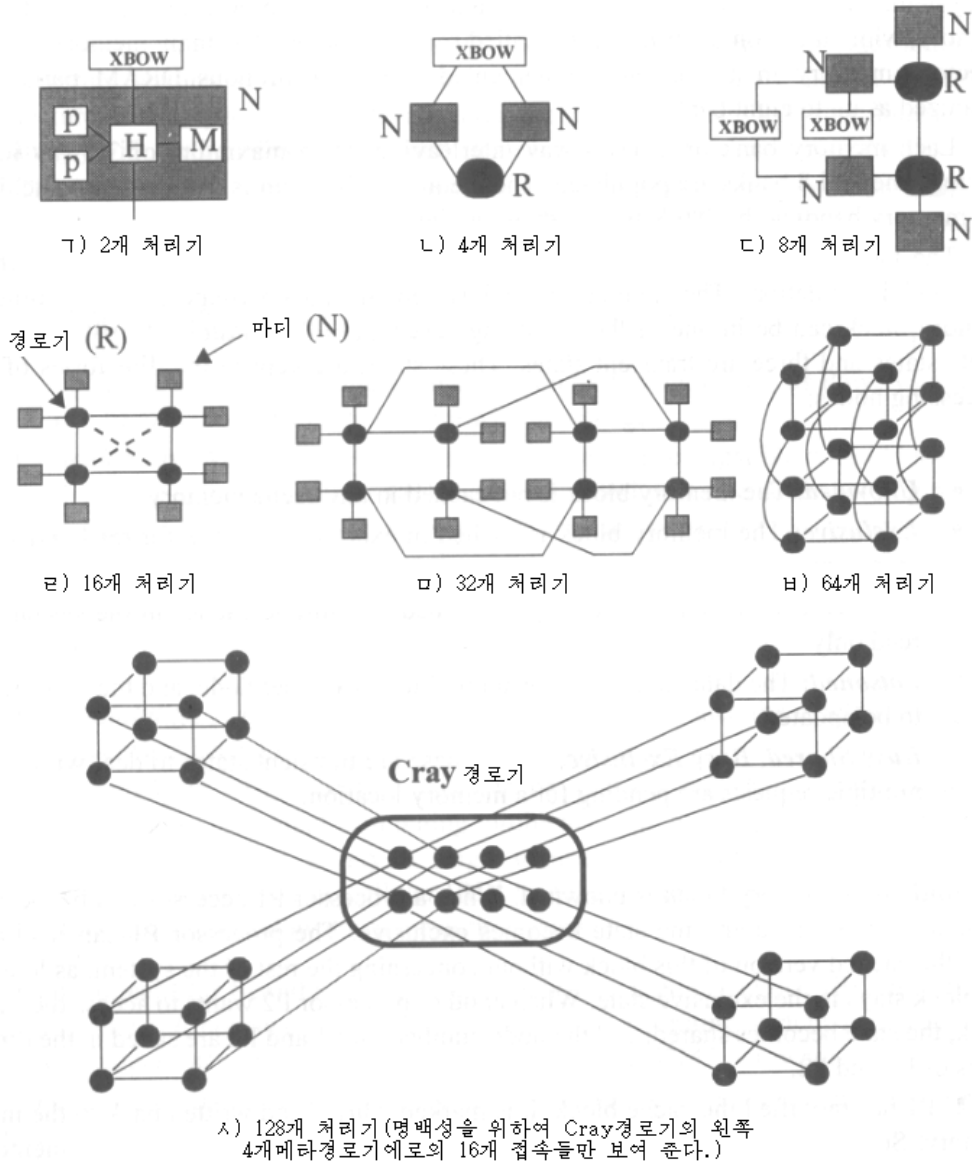 XBOW
N
p
H
M
p
ㄱ) 2개 처리기
XBOW
N
N
R
ㄴ) 4개 처리기
N
N
R
XBOW
XBOW
N
R
N
ㄷ) 8개 처리기
경로기 (R)
마디 (N)
ㄹ) 16개 처리기
ㅁ) 32개 처리기
ㅂ) 64개 처리기
Cray 경로기
ㅅ) 128개 처리기(명백성을 위하여 Cray경로기의 왼쪽
4개메타경로기에로의 16개 접속들만 보여 준다.)